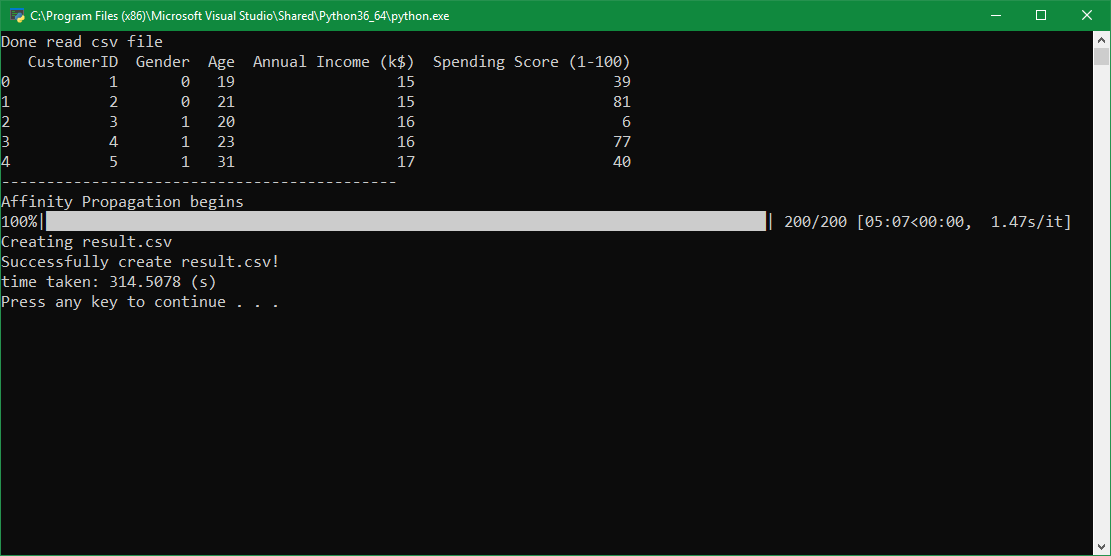 C:\Program Files (x86)\Microsoft Visual Studio\Shared\Python36_64\python.exe
Done read csv file
   CustomerID  Gender  Age  Annual Income (k$)  Spending Score (1-100)
0           1       0   19                  15                      39
1           2       0   21                  15                      81
2           3       1   20                  16                       6
3           4       1   23                  16                      77
4           5       1   31                  17                      40
--------------------------------------------
Affinity Propagation begins
100%|████████████████████████████████████████████████████████████████████████████████| 200/200 [05:07<00:00,  1.47s/it]
Creating result.csv
Successfully create result.csv!
time taken: 314.5078 (s)
Press any key to continue . . .